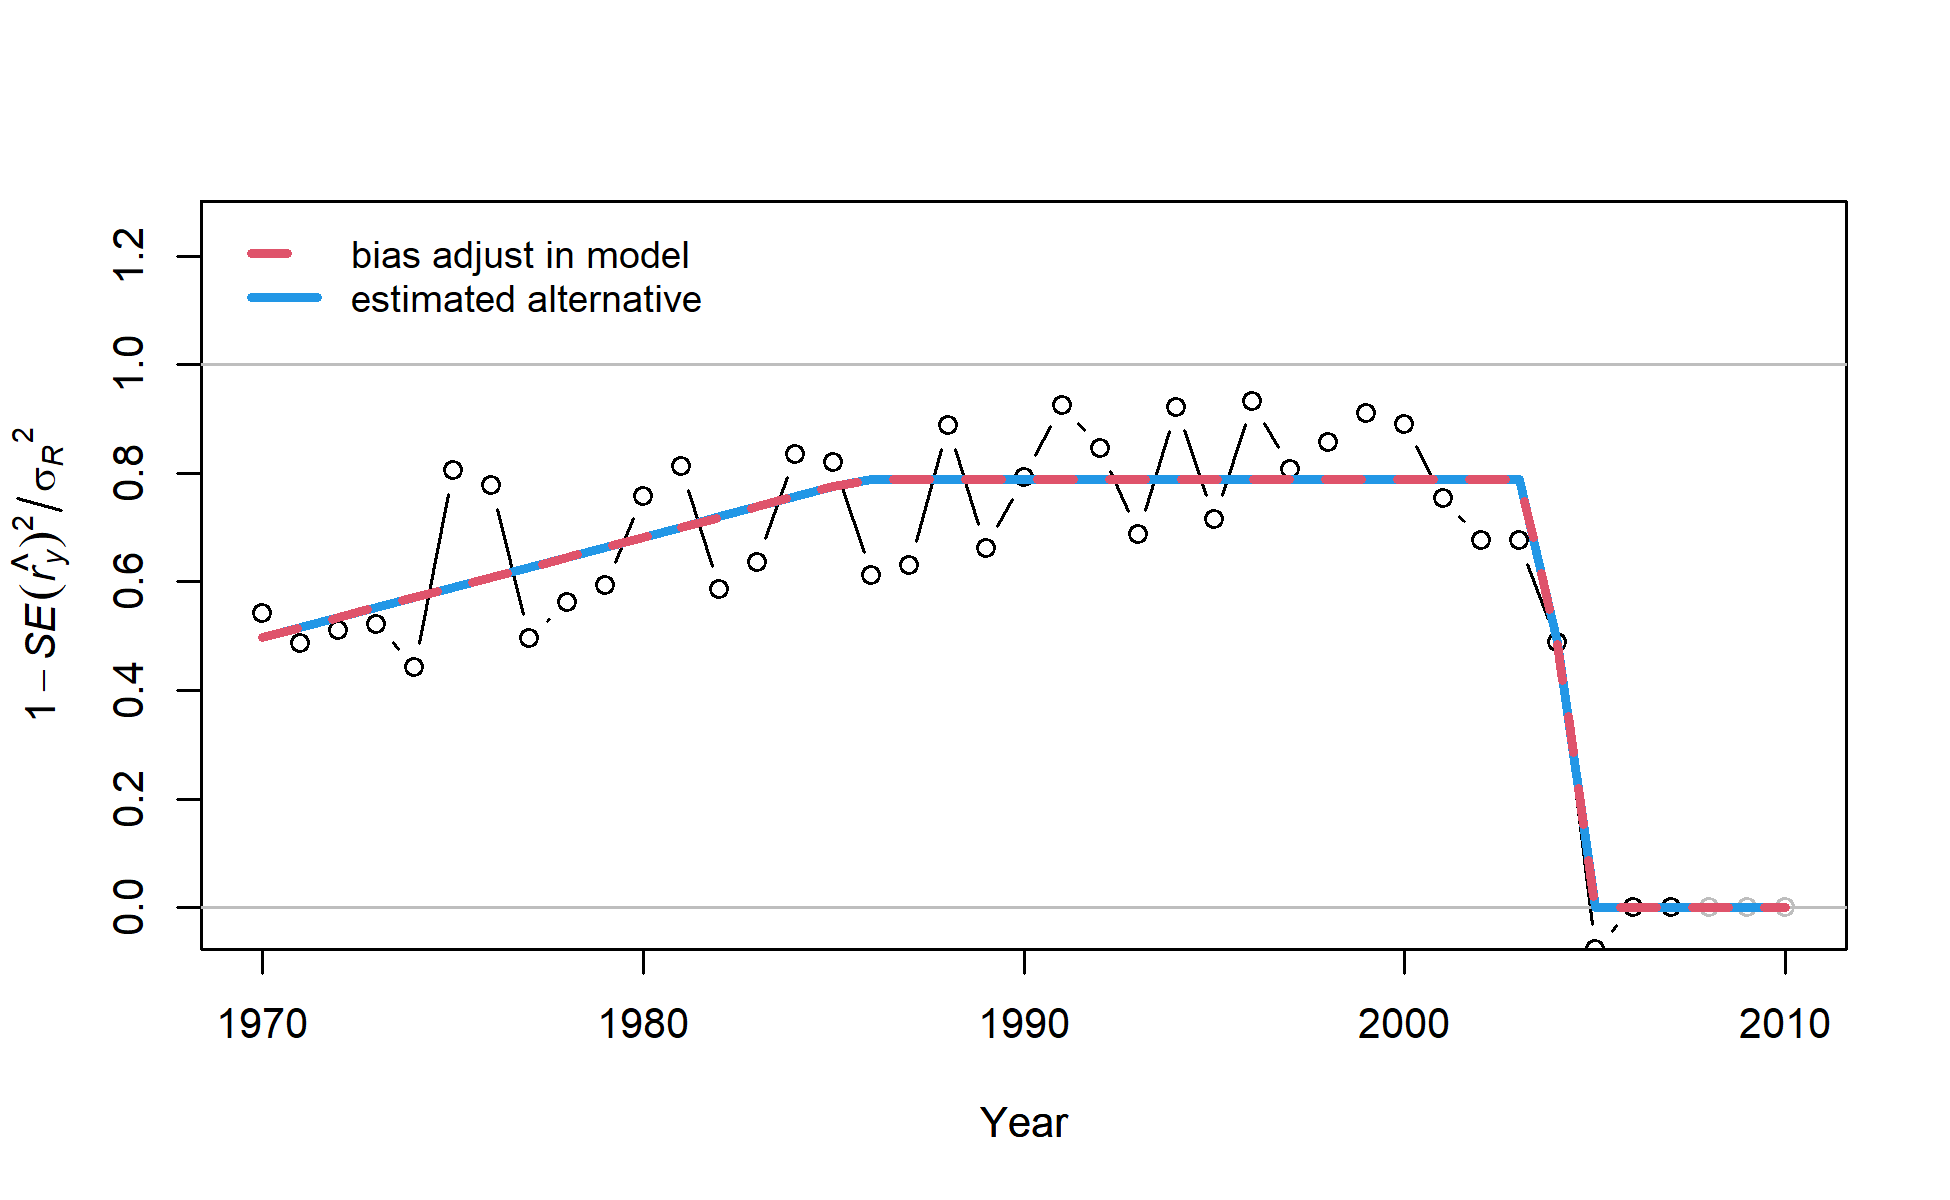 bias adjust in model
estimated alternative
1.2
1.0
0.8
0.6
0.4
0.2
0.0
1 − SE(r̂y)² / σR²
1970 1980 1990 2000 2010
Year